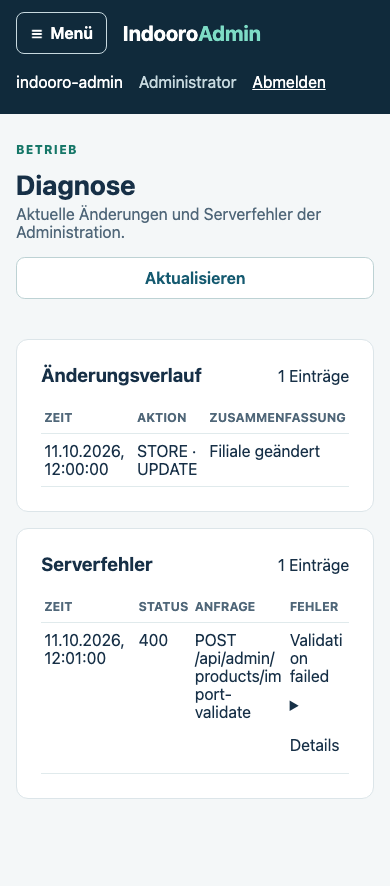 ≡ Menü IndooroAdmin
indooro-admin Administrator Abmelden
BETRIEB
Diagnose
Aktuelle Änderungen und Serverfehler der
Administration.
Aktualisieren
Änderungsverlauf 1 Einträge
ZEIT AKTION ZUSAMMENFASSUNG
11.10.2026, STORE · Filiale geändert
12:00:00 UPDATE
Serverfehler 1 Einträge
ZEIT STATUS ANFRAGE FEHLER
11.10.2026, 400 POST Validati
12:01:00 /api/admin/ on
products/im failed
port-
validate
Details